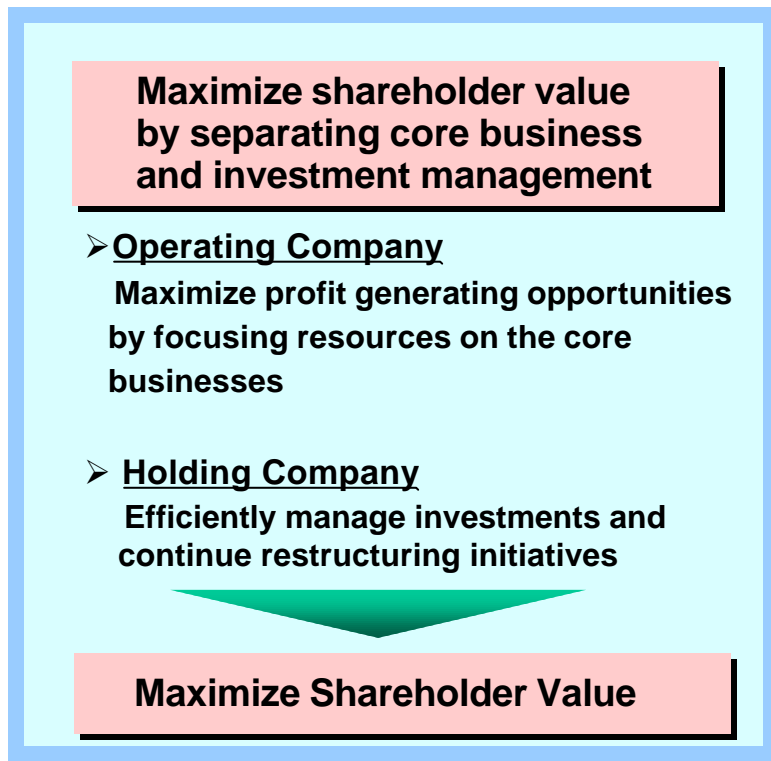 Maximize shareholder value
by separating core business
and investment management
➢Operating Company
Maximize profit generating opportunities
by focusing resources on the core
businesses
➢ Holding Company
Efficiently manage investments and
continue restructuring initiatives
Maximize Shareholder Value